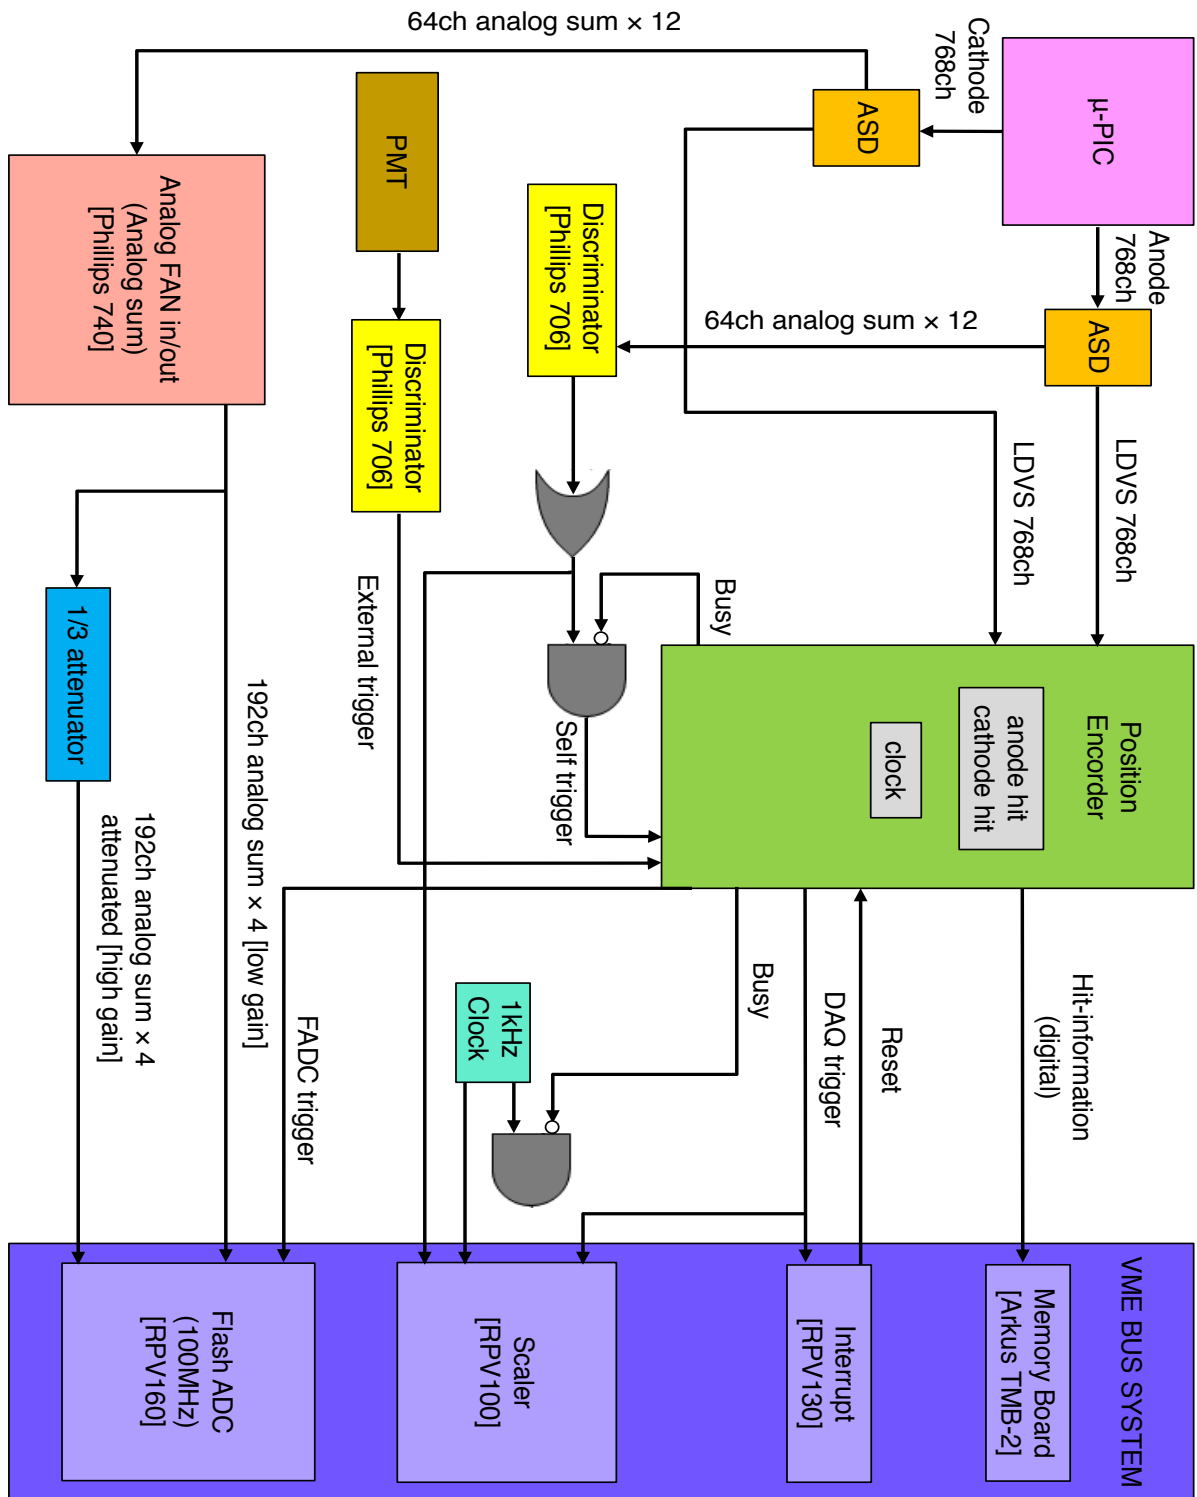 64ch analog sum × 12
μ-PIC
Cathode
768ch
ASD
Anode
768ch
ASD
PMT
Analog FAN in/out
(Analog sum)
[Phillips 740]
Discriminator
[Phillips 706]
64ch analog sum × 12
Discriminator
[Phillips 706]
LDVS 768ch
LDVS 768ch
External trigger
Busy
Self trigger
Position
Encorder
anode hit
cathode hit
clock
1/3 attenuator
192ch analog sum × 4 [low gain]
192ch analog sum × 4
attenuated [high gain]
FADC trigger
1kHz
Clock
Busy
DAQ trigger
Reset
Hit-information
(digital)
VME BUS SYSTEM
Memory Board
[Arkus TMB-2]
Interrupt
[RPV130]
Scaler
[RPV100]
Flash ADC
(100MHz)
[RPV160]